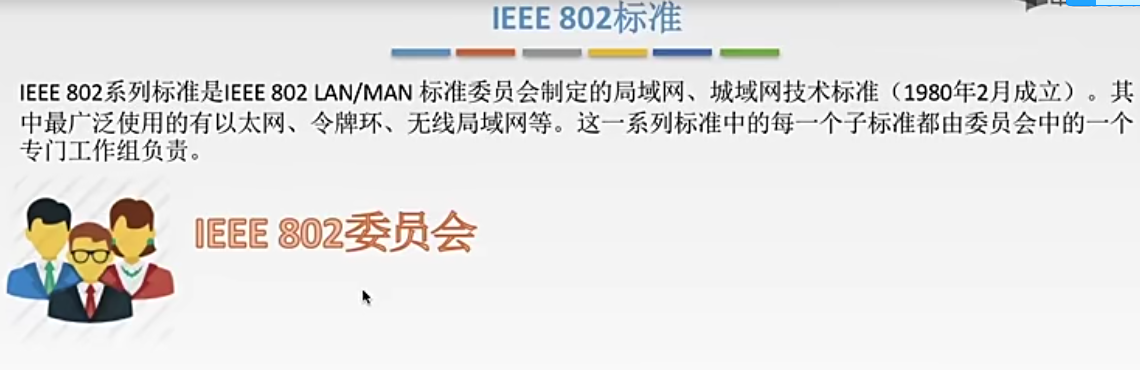 IEEE 802标准
IEEE 802系列标准是IEEE 802 LAN/MAN 标准委员会制定的局域网、城域网技术标准（1980年2月成立）。其
中最广泛使用的有以太网、令牌环、无线局域网等。这一系列标准中的每一个子标准都由委员会中的一个
专门工作组负责。
IEEE 802委员会